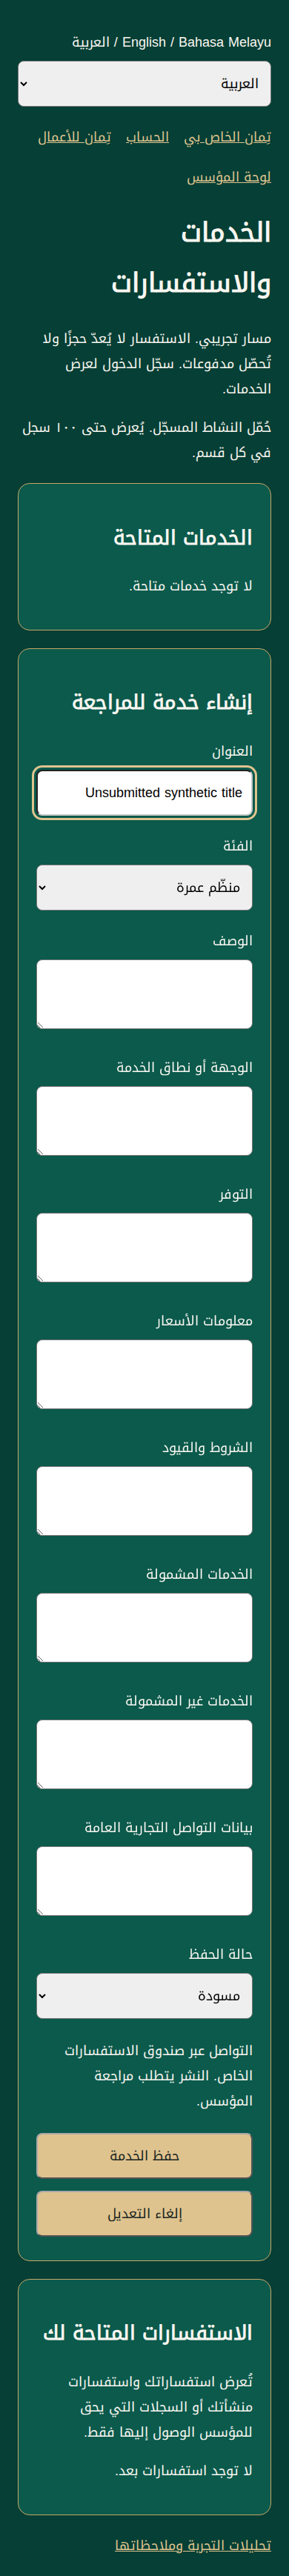 العربية / English / Bahasa Melayu
العربية
تِمان الخاص بي الحساب تِمان للأعمال
لوحة المؤسس
الخدمات
والاستفسارات
مسار تجريبي. الاستفسار لا يُعدّ حجزًا ولا
تُحصّل مدفوعات. سجّل الدخول لعرض
الخدمات.
حُمّل النشاط المسجّل. يُعرض حتى ١٠٠ سجل
في كل قسم.
الخدمات المتاحة
لا توجد خدمات متاحة.
إنشاء خدمة للمراجعة
العنوان
Unsubmitted synthetic title
الفئة
منظّم عمرة
الوصف
الوجهة أو نطاق الخدمة
التوفر
معلومات الأسعار
الشروط والقيود
الخدمات المشمولة
الخدمات غير المشمولة
بيانات التواصل التجارية العامة
حالة الحفظ
مسودة
التواصل عبر صندوق الاستفسارات
الخاص. النشر يتطلب مراجعة
المؤسس.
حفظ الخدمة
إلغاء التعديل
الاستفسارات المتاحة لك
تُعرض استفساراتك واستفسارات
منشأتك أو السجلات التي يحق
للمؤسس الوصول إليها فقط.
لا توجد استفسارات بعد.
تحليلات التجربة وملاحظاتها